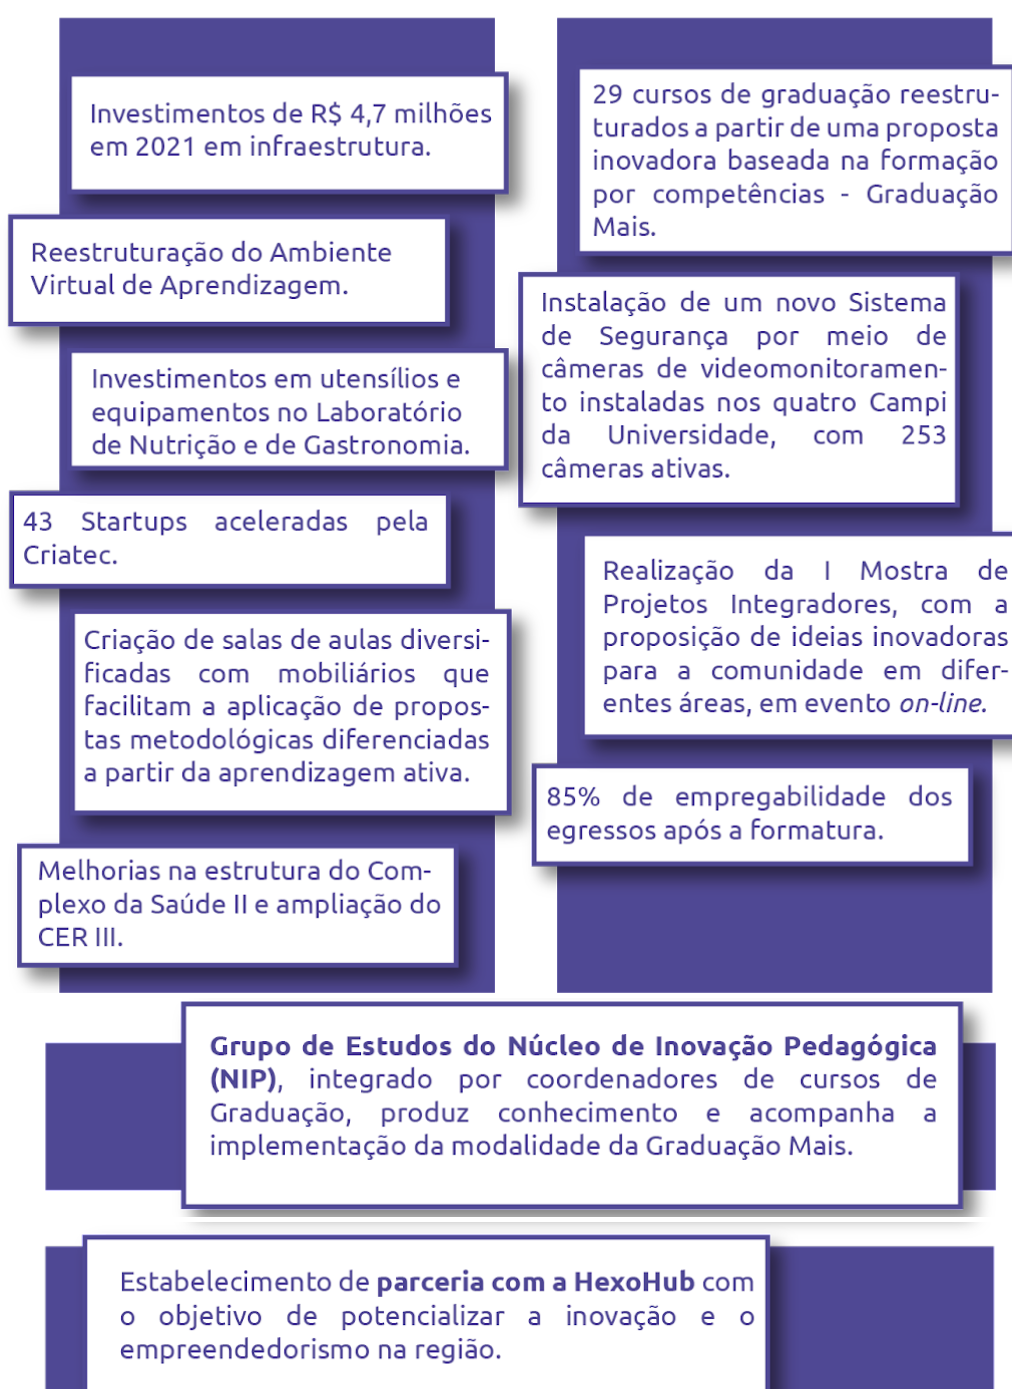 Investimentos de R$ 4,7 milhões
em 2021 em infraestrutura.
Reestruturação do Ambiente
Virtual de Aprendizagem.
Investimentos em utensílios e
equipamentos no Laboratório
de Nutrição e de Gastronomia.
43 Startups aceleradas pela
Criatec.
Criação de salas de aulas diversi-
ficadas com mobiliários que
facilitam a aplicação de propos-
tas metodológicas diferenciadas
a partir da aprendizagem ativa.
Melhorias na estrutura do Com-
plexo da Saúde II e ampliação do
CER III.
29 cursos de graduação reestru-
turados a partir de uma proposta
inovadora baseada na formação
por competências - Graduação
Mais.
Instalação de um novo Sistema
de Segurança por meio de
câmeras de videomonitoramen-
to instaladas nos quatro Campi
da Universidade, com 253
câmeras ativas.
Realização da I Mostra de
Projetos Integradores, com a
proposição de ideias inovadoras
para a comunidade em difer-
entes áreas, em evento on-line.
85% de empregabilidade dos
egressos após a formatura.
Grupo de Estudos do Núcleo de Inovação Pedagógica
(NIP), integrado por coordenadores de cursos de
Graduação, produz conhecimento e acompanha a
implementação da modalidade da Graduação Mais.
Estabelecimento de parceria com a HexoHub com
o objetivo de potencializar a inovação e o
empreendedorismo na região.